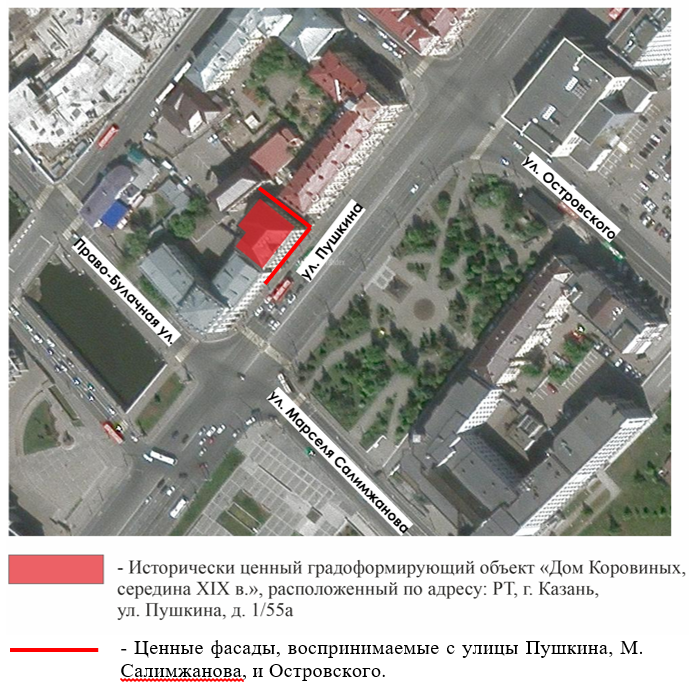 ул. Островского
ул. Пушкина
Право-Булачная ул.
ул. Марселя Салимжанова
- Исторически ценный градоформирующий объект «Дом Коровиных,
середина XIX в.», расположенный по адресу: РТ, г. Казань,
ул. Пушкина, д. 1/55а
- Ценные фасады, воспринимаемые с улицы Пушкина, М.
Салимжанова, и Островского.